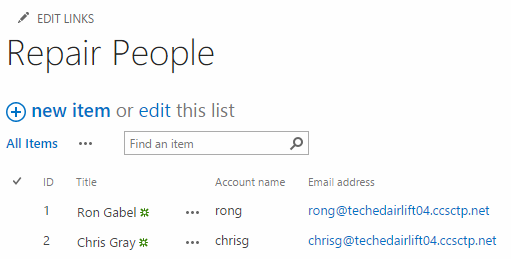 EDIT LINKS
Repair People
new item or edit this list
All Items ••• Find an item
ID Title Account name Email address
1 Ron Gabel ••• rong rong@techedairlift04.ccsctp.net
2 Chris Gray ••• chrisg chrisg@techedairlift04.ccsctp.net